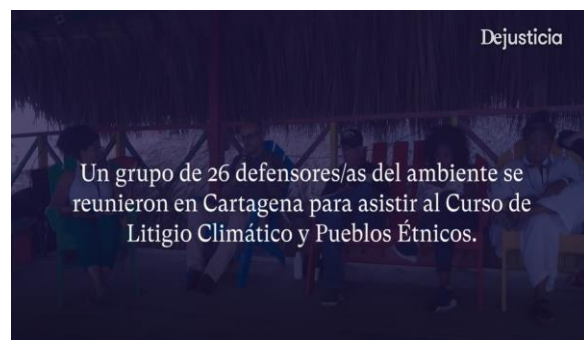 Dejusticia
Un grupo de 26 defensores/as del ambiente se
reunieron en Cartagena para asistir al Curso de
Litigio Climático y Pueblos Étnicos.